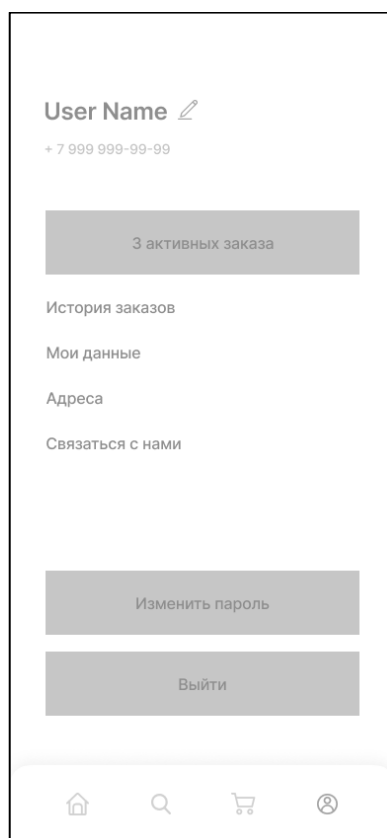 User Name
+ 7 999 999-99-99
3 активных заказа
История заказов
Мои данные
Адреса
Связаться с нами
Изменить пароль
Выйти